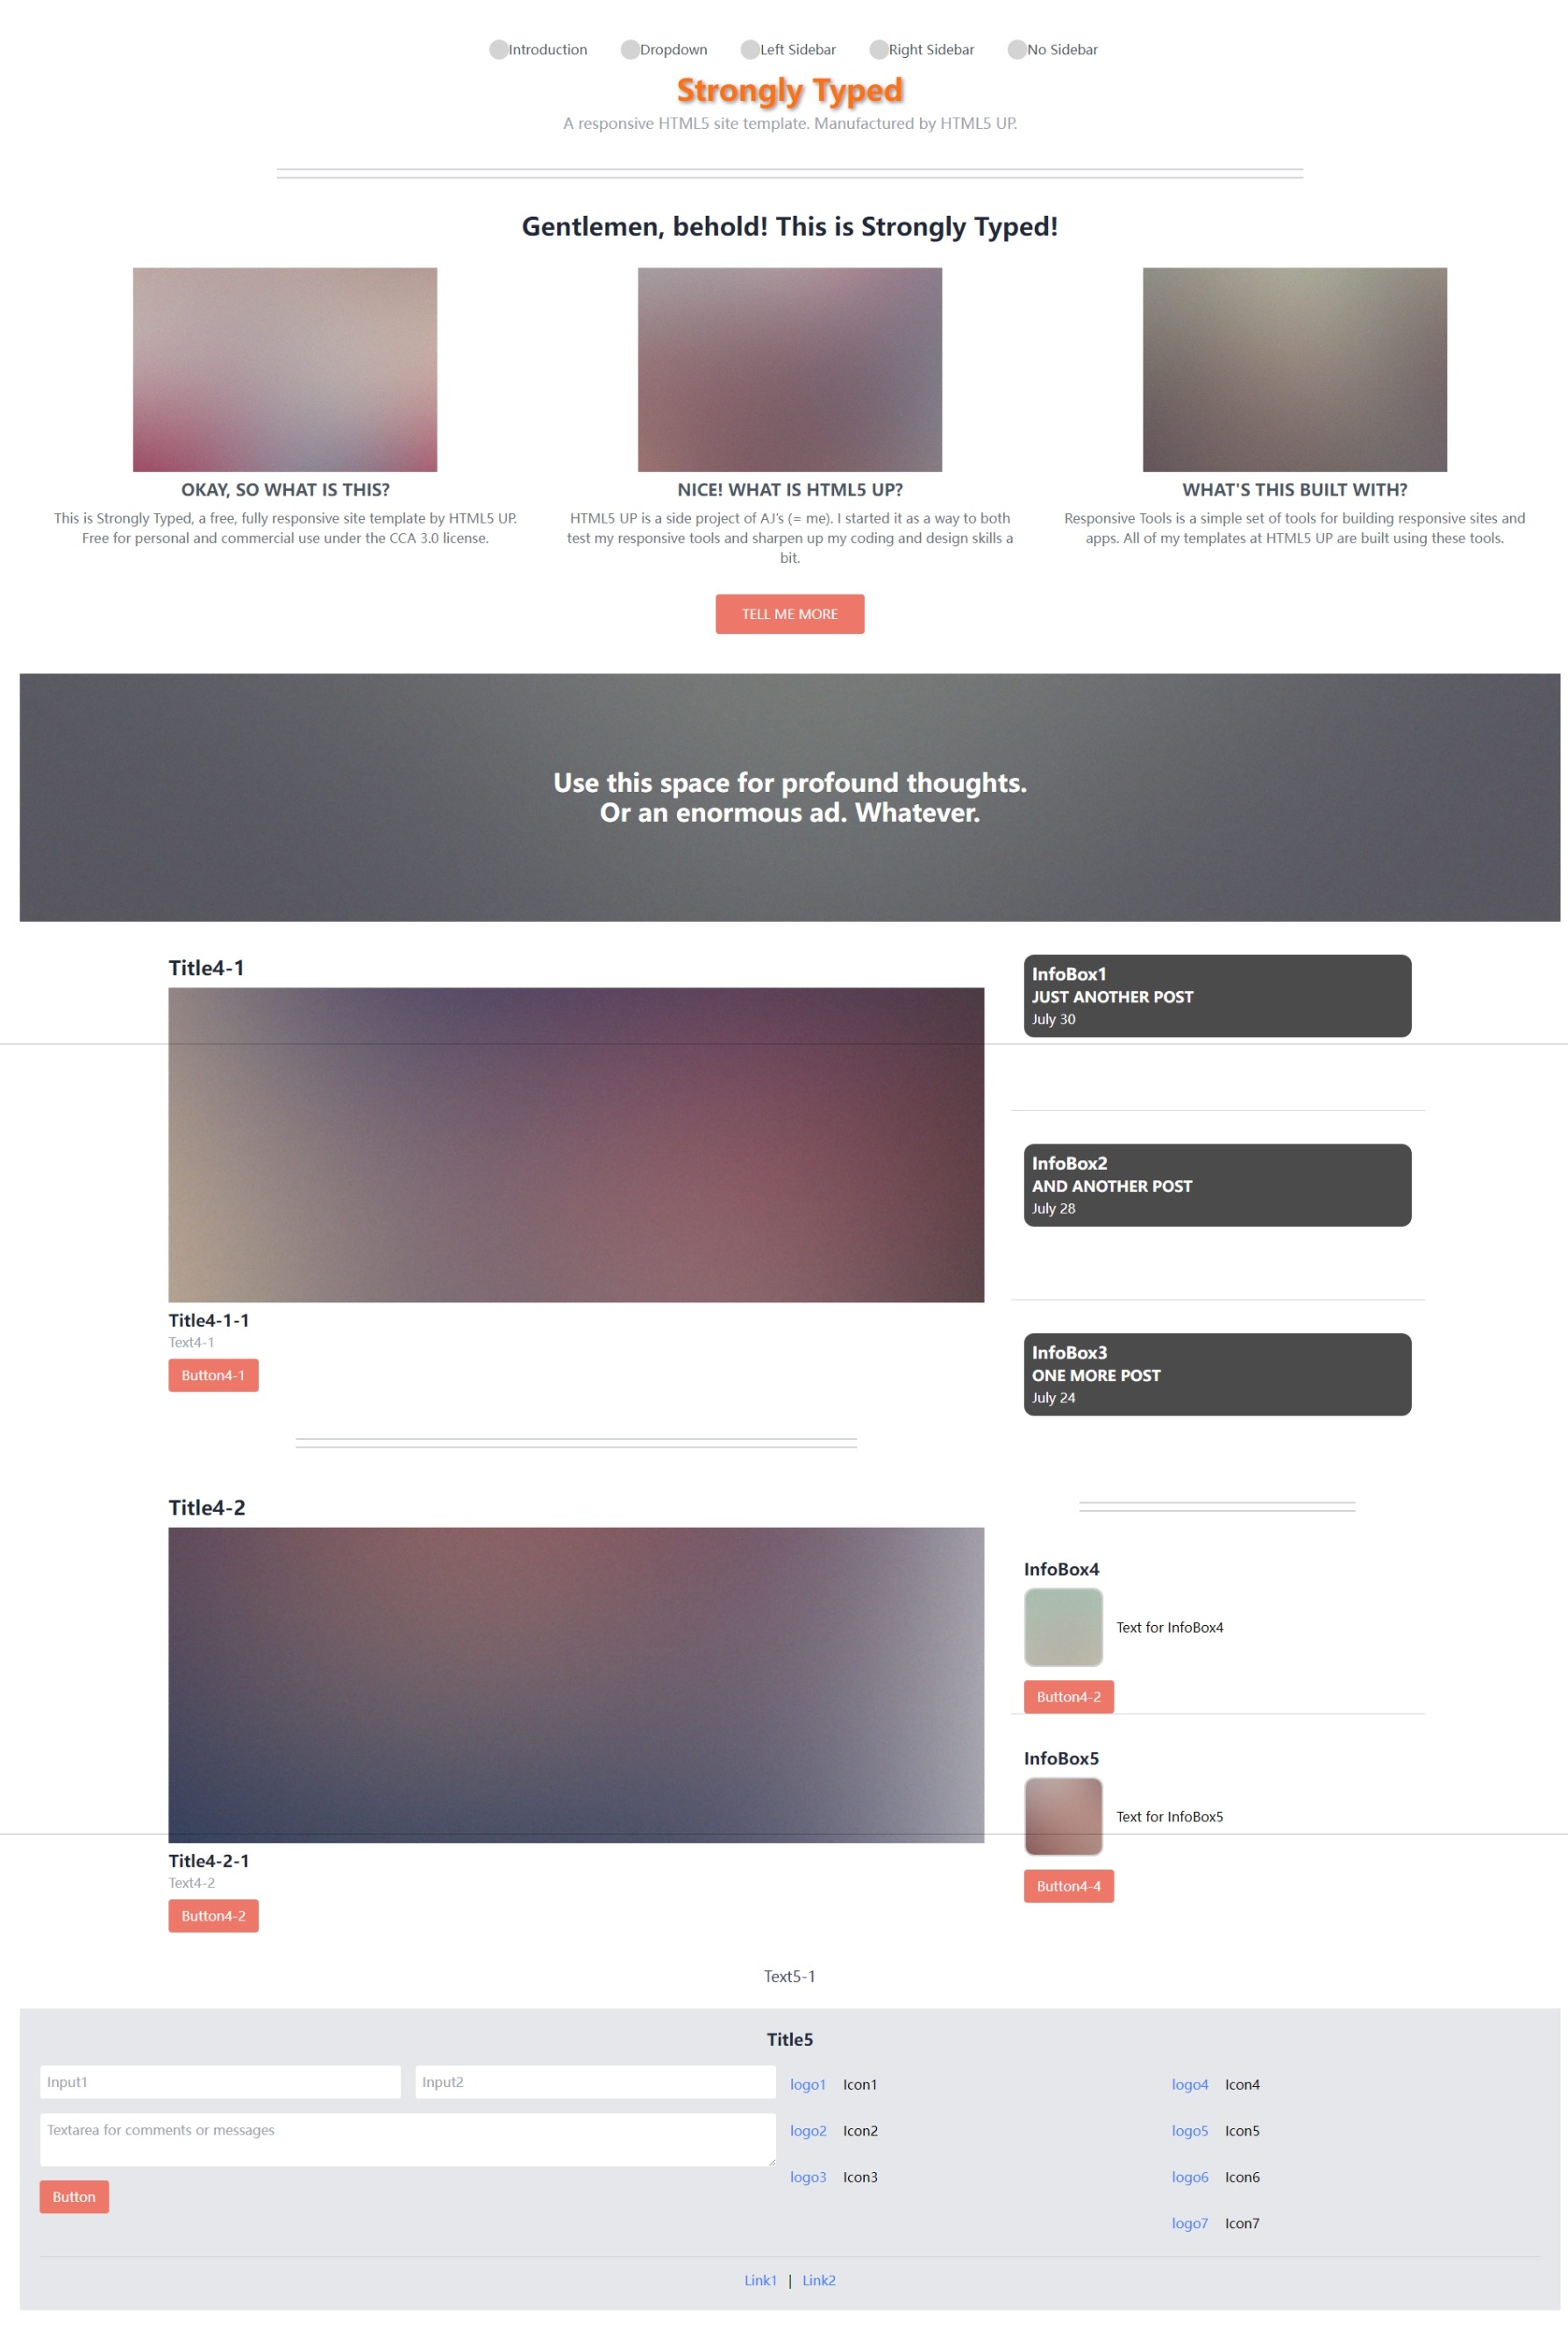 Introduction Dropdown Left Sidebar Right Sidebar No Sidebar
Strongly Typed
A responsive HTML5 site template. Manufactured by HTML5 UP.
Gentlemen, behold! This is Strongly Typed!
OKAY, SO WHAT IS THIS?
This is Strongly Typed, a free, fully responsive site template by HTML5 UP.
Free for personal and commercial use under the CCA 3.0 license.
NICE! WHAT IS HTML5 UP?
HTML5 UP is a side project of AJ's (= me). I started it as a way to both
test my responsive tools and sharpen up my coding and design skills a
bit.
WHAT'S THIS BUILT WITH?
Responsive Tools is a simple set of tools for building responsive sites and
apps. All of my templates at HTML5 UP are built using these tools.
TELL ME MORE
Use this space for profound thoughts.
Or an enormous ad. Whatever.
Title4-1
Title4-1-1
Text4-1
Button4-1
Title4-2
Title4-2-1
Text4-2
Button4-2
InfoBox1
JUST ANOTHER POST
July 30
InfoBox2
AND ANOTHER POST
July 28
InfoBox3
ONE MORE POST
July 24
InfoBox4
Text for InfoBox4
Button4-2
InfoBox5
Text for InfoBox5
Button4-4
Text5-1
Title5
Input1 Input2
Textarea for comments or messages
Button
logo1 Icon1
logo2 Icon2
logo3 Icon3
logo4 Icon4
logo5 Icon5
logo6 Icon6
logo7 Icon7
Link1 | Link2